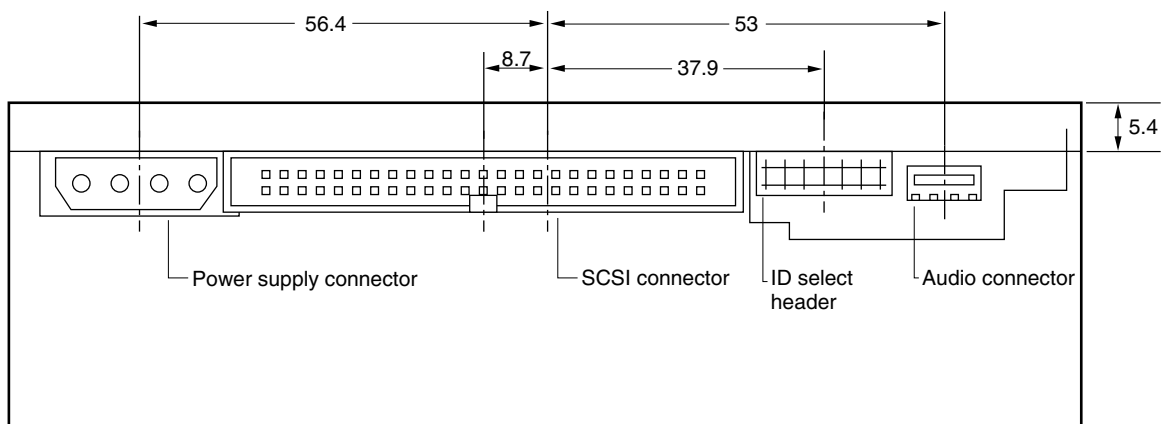 56.4
53
8.7
37.9
5.4
Power supply connector
SCSI connector
ID select
header
Audio connector